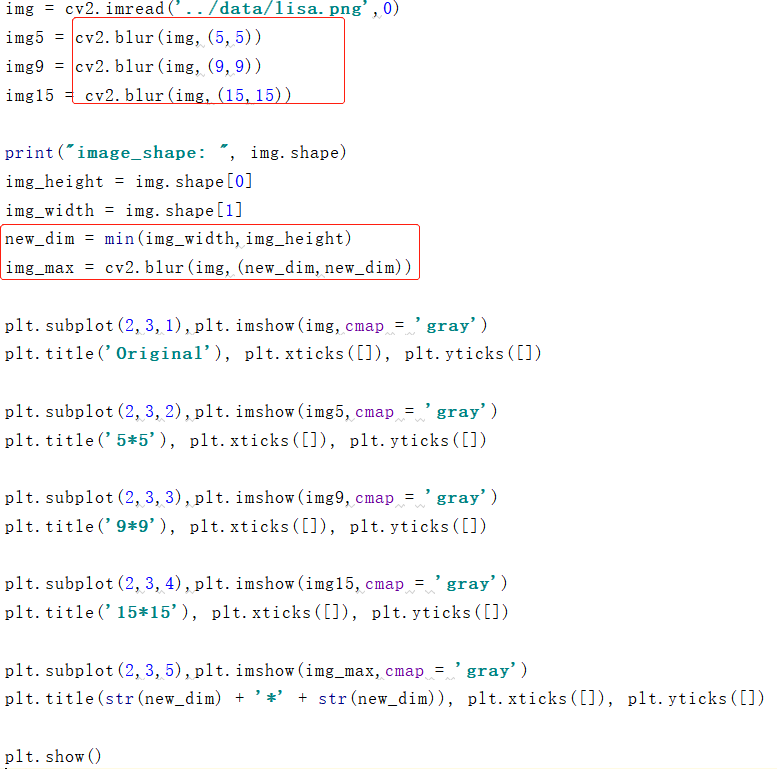 img = cv2.imread('../data/lisa.png',0)
img5 = cv2.blur(img,(5,5))
img9 = cv2.blur(img,(9,9))
img15 = cv2.blur(img,(15,15))
print("image_shape: ", img.shape)
img_height = img.shape[0]
img_width = img.shape[1]
new_dim = min(img_width,img_height)
img_max = cv2.blur(img,(new_dim,new_dim))
plt.subplot(2,3,1),plt.imshow(img,cmap = 'gray')
plt.title('Original'), plt.xticks([]), plt.yticks([])
plt.subplot(2,3,2),plt.imshow(img5,cmap = 'gray')
plt.title('5*5'), plt.xticks([]), plt.yticks([])
plt.subplot(2,3,3),plt.imshow(img9,cmap = 'gray')
plt.title('9*9'), plt.xticks([]), plt.yticks([])
plt.subplot(2,3,4),plt.imshow(img15,cmap = 'gray')
plt.title('15*15'), plt.xticks([]), plt.yticks([])
plt.subplot(2,3,5),plt.imshow(img_max,cmap = 'gray')
plt.title(str(new_dim) + '*' + str(new_dim)), plt.xticks([]), plt.yticks([])
plt.show()